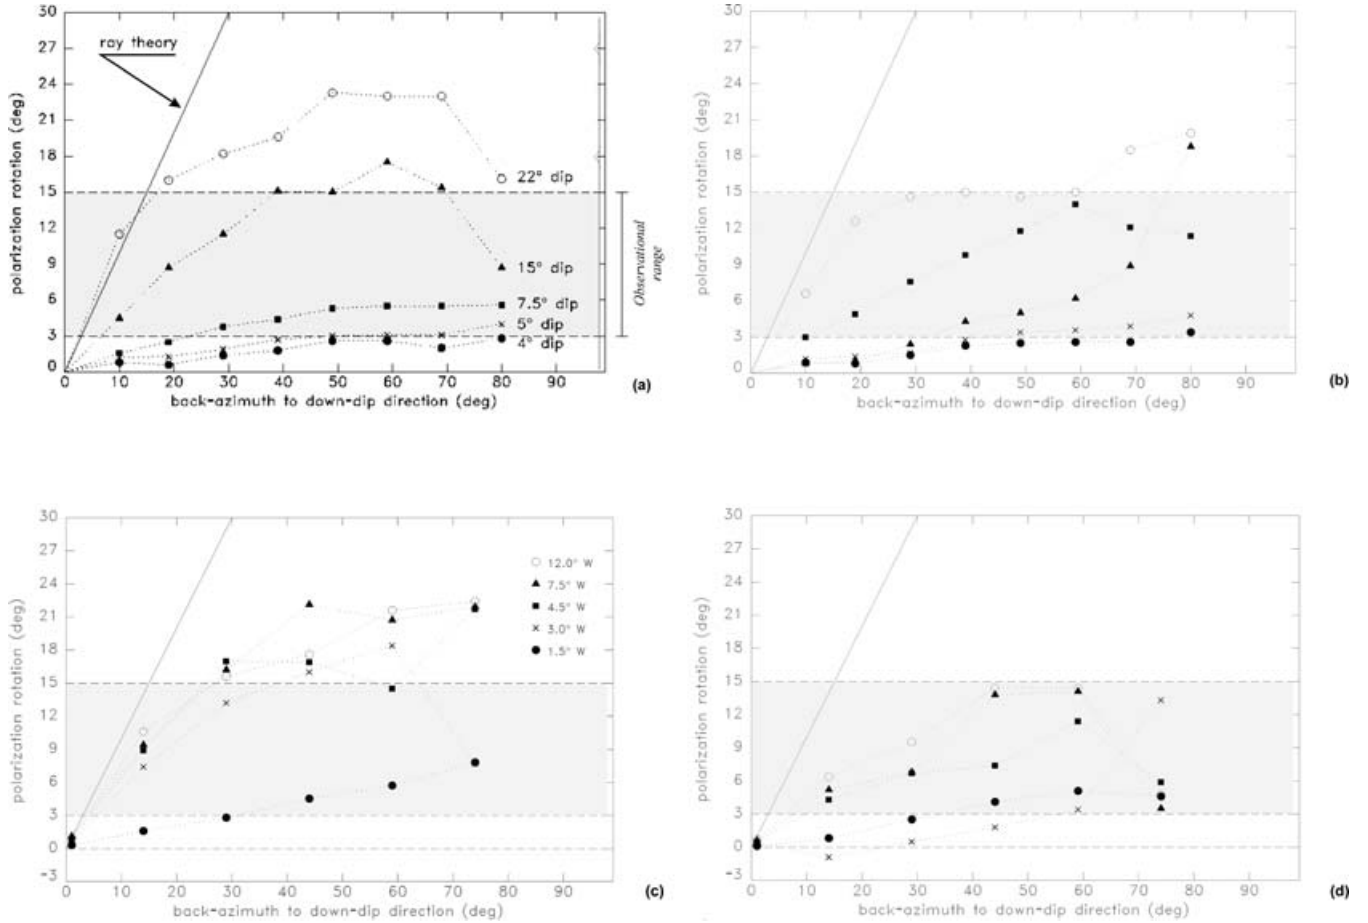 30
27
24
21
18
15
12
9
6
3
0
polarization rotation (deg)
ray theory
22° dip
15° dip
7.5° dip
5° dip
4° dip
Observational
range
0 10 20 30 40 50 60 70 80 90
back-azimuth to down-dip direction (deg)
(a)
30
27
24
21
18
15
12
9
6
3
0
polarization rotation (deg)
0 10 20 30 40 50 60 70 80 90
back-azimuth to down-dip direction (deg)
(b)
30
27
24
21
18
15
12
9
6
3
0
-3
polarization rotation (deg)
12.0° W
7.5° W
4.5° W
3.0° W
1.5° W
0 10 20 30 40 50 60 70 80 90
back-azimuth to down-dip direction (deg)
(c)
30
27
24
21
18
15
12
9
6
3
0
-3
polarization rotation (deg)
0 10 20 30 40 50 60 70 80 90
back-azimuth to down-dip direction (deg)
(d)